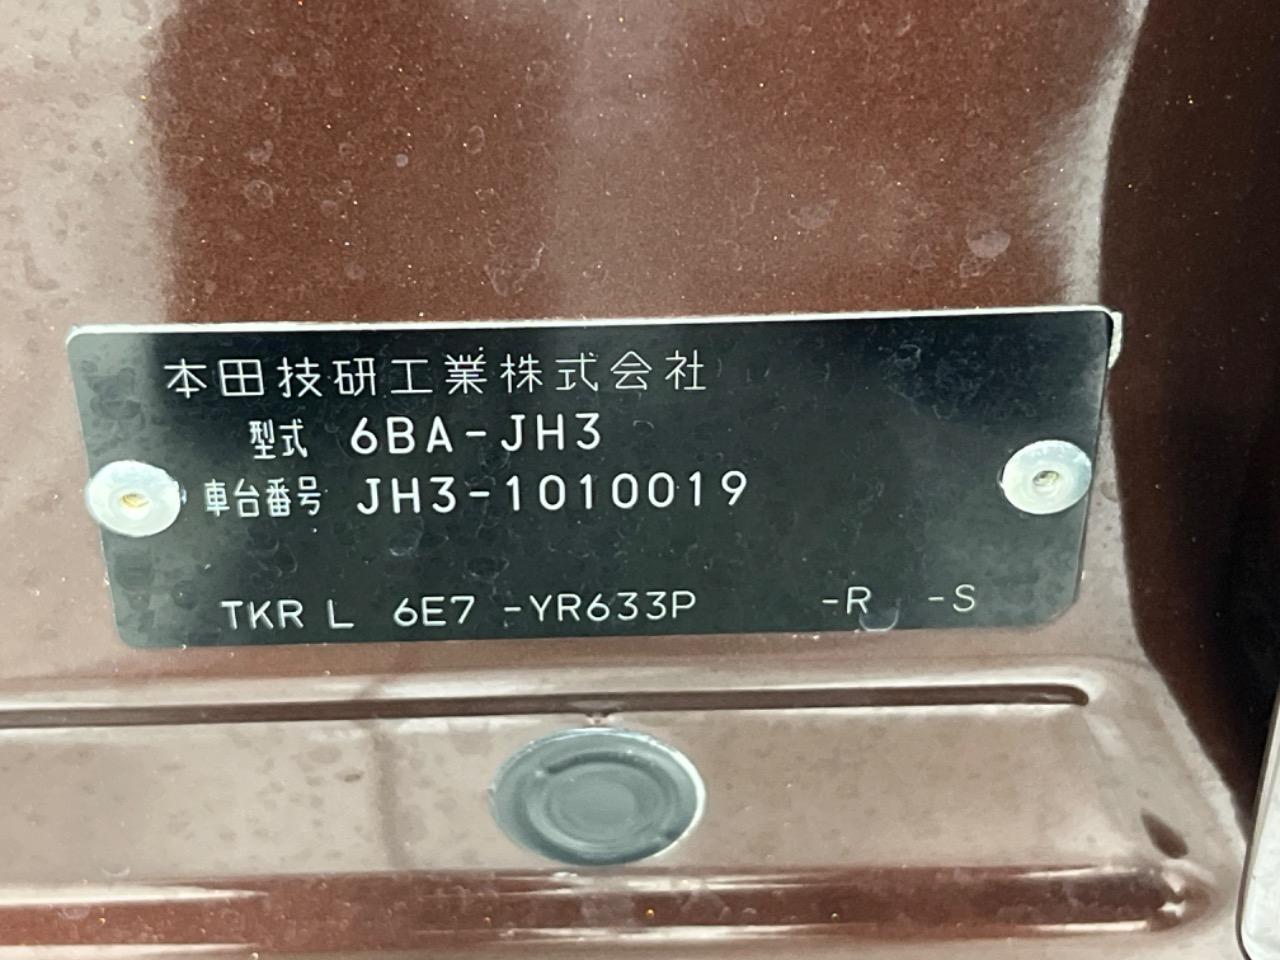 本田技研工業株式会社
型式 6BA-JH3
車台番号 JH3-1010019
TKR L 6E7 -YR633P -R -S